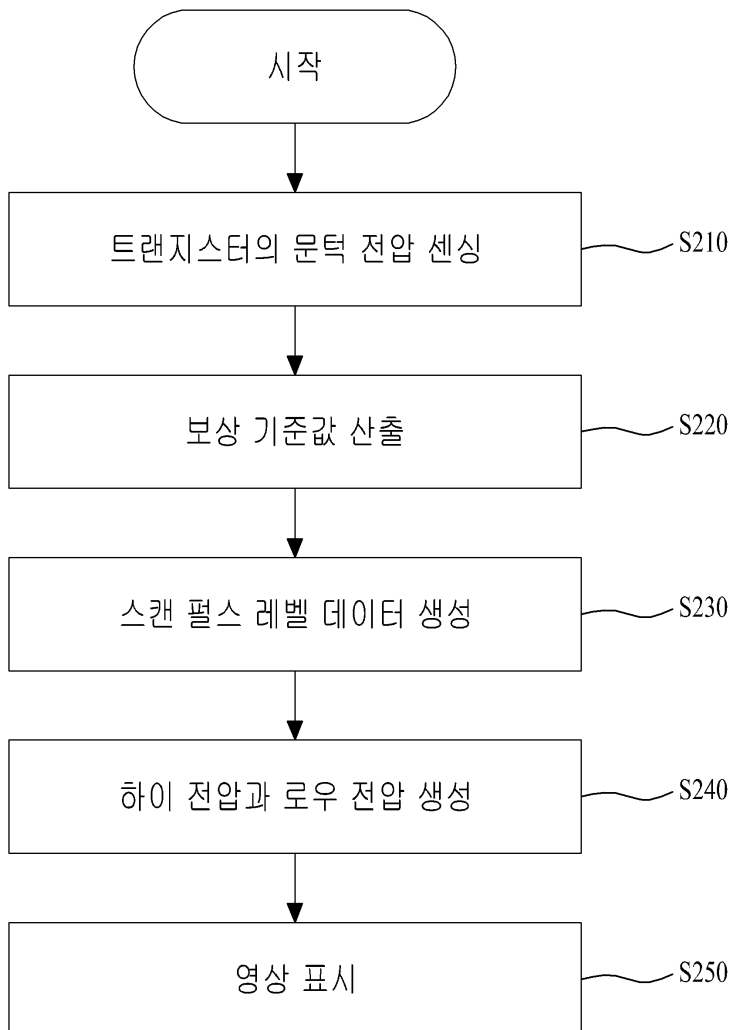 시작
트랜지스터의 문턱 전압 센싱
S210
보상 기준값 산출
S220
스캔 펄스 레벨 데이터 생성
S230
하이 전압과 로우 전압 생성
S240
영상 표시
S250